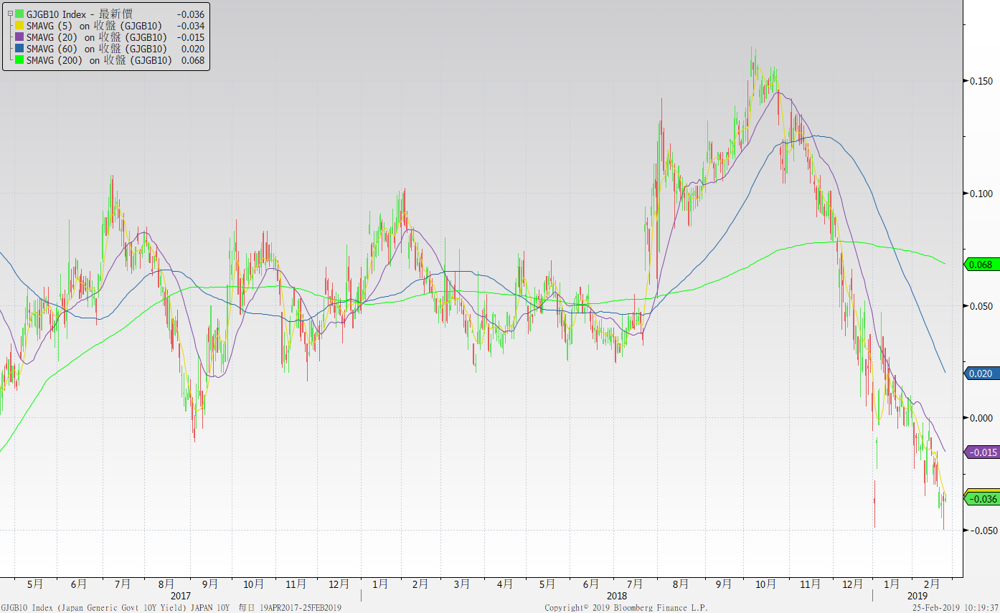 GJGB10 Index - 最新價 -0.036
SMAVG (5) on 收盤 (GJGB10) -0.034
SMAVG (20) on 收盤 (GJGB10) -0.015
SMAVG (60) on 收盤 (GJGB10) 0.020
SMAVG (200) on 收盤 (GJGB10) 0.068
0.150
0.100
0.068
0.050
0.020
0.000
-0.015
-0.036
-0.050
5月 6月 7月 8月 9月 10月 11月 12月 1月 2月 3月 4月 5月 6月 7月 8月 9月 10月 11月 12月 1月 2月
2017 2018 2019
GJGB10 Index (Japan Generic Govt 10Y Yield) JAPAN 10Y 每日 19APR2017-25FEB2019 Copyright© 2019 Bloomberg Finance L.P. 25-Feb-2019 10:19:37